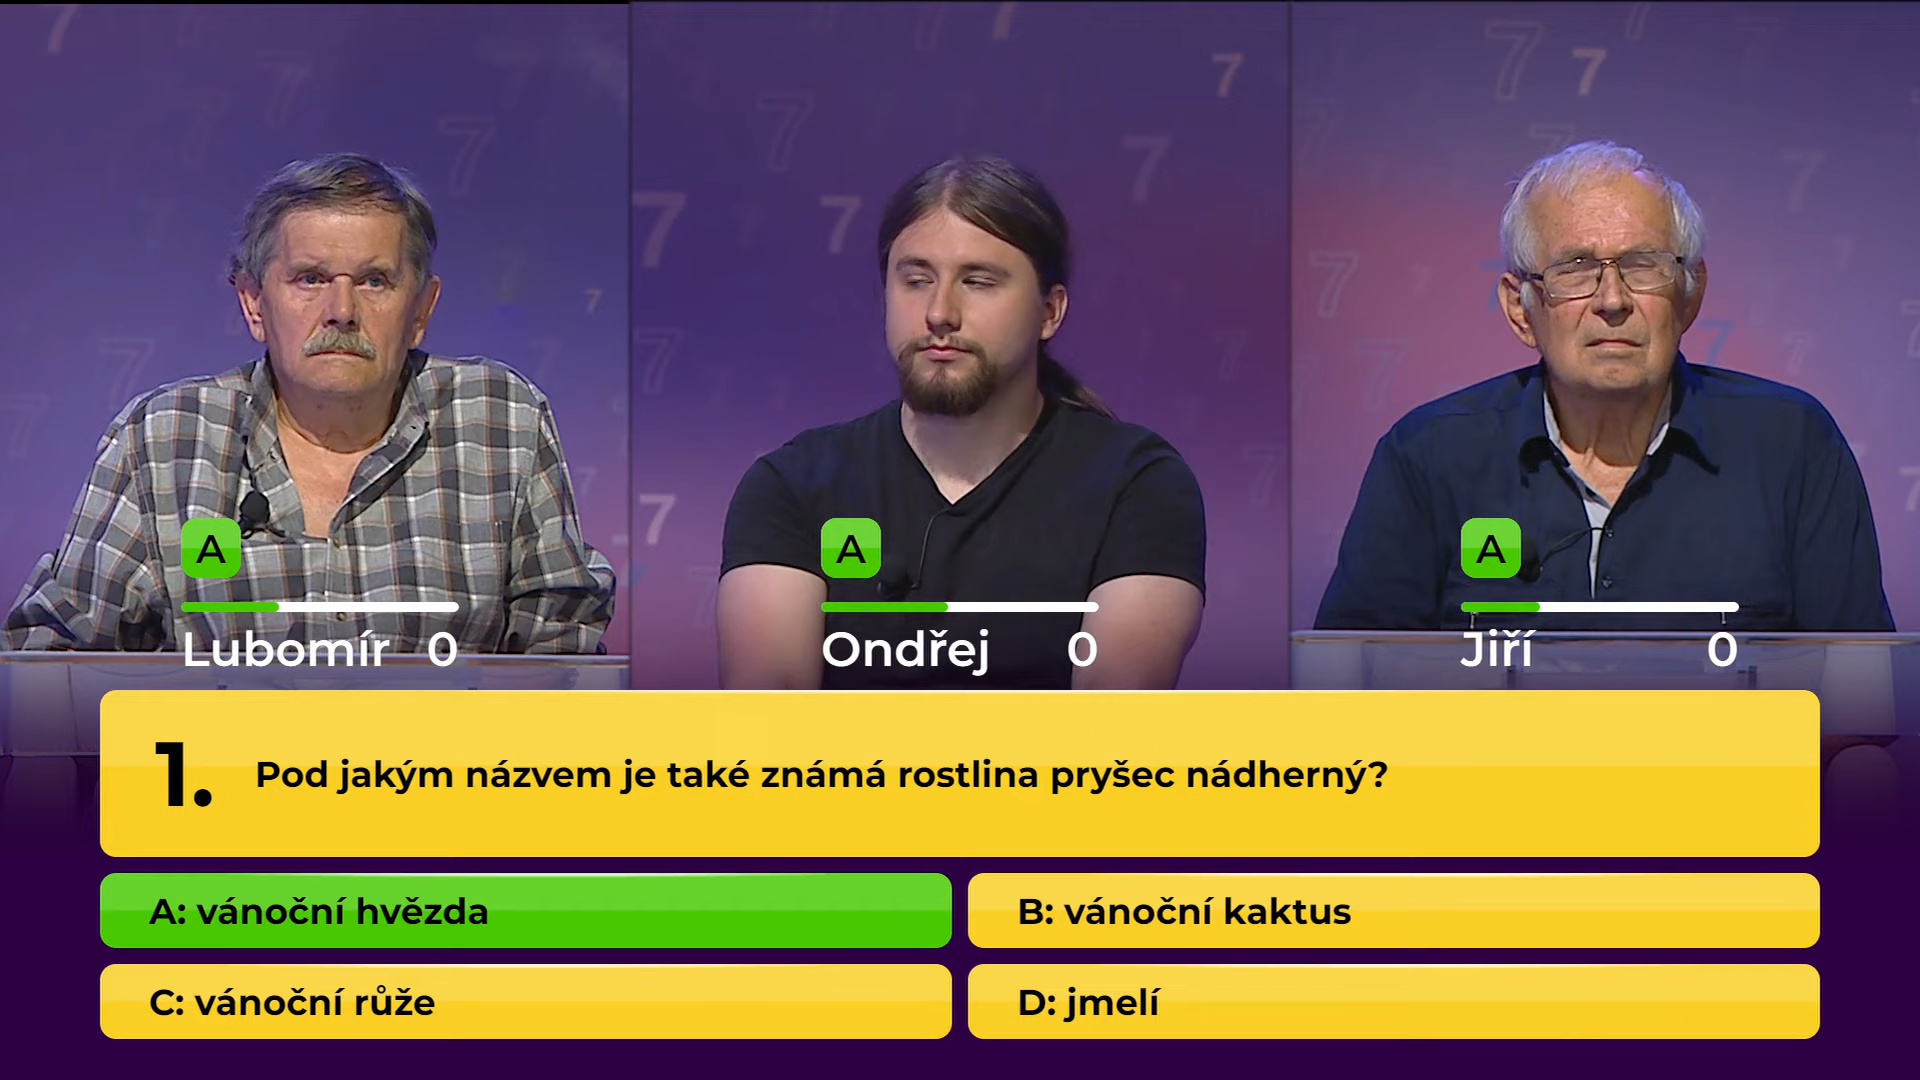 A
A
A
Lubomír 0
Ondřej 0
Jiří 0
1. Pod jakým názvem je také známá rostlina pryšec nádherný?
A: vánoční hvězda
B: vánoční kaktus
C: vánoční růže
D: jmelí